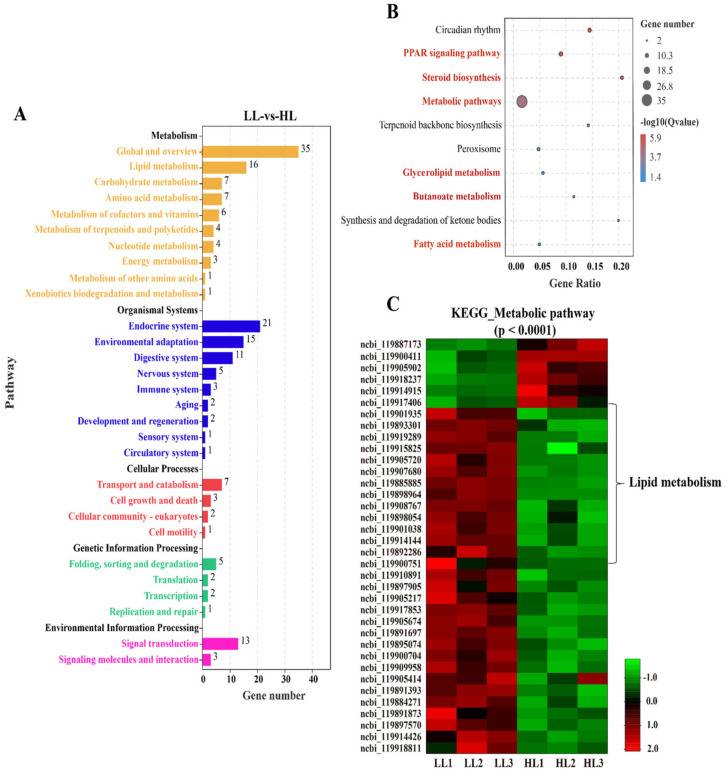 A
LL-vs-HL
Pathway
Metabolism
Global and overview 35
Lipid metabolism 16
Carbohydrate metabolism 7
Amino acid metabolism 7
Metabolism of cofactors and vitamins 6
Metabolism of terpenoids and polyketides 4
Nucleotide metabolism 4
Energy metabolism 3
Metabolism of other amino acids 1
Xenobiotics biodegradation and metabolism 1
Organismal Systems
Endocrine system 21
Environmental adaptation 15
Digestive system 11
Nervous system 5
Immune system 3
Aging 2
Development and regeneration 2
Sensory system 1
Circulatory system 1
Cellular Processes
Transport and catabolism 7
Cell growth and death 3
Cellular community - eukaryotes 2
Cell motility 1
Genetic Information Processing
Folding, sorting and degradation 5
Translation 2
Transcription 2
Replication and repair 1
Environmental Information Processing
Signal transduction 13
Signaling molecules and interaction 3
0 10 20 30 40
Gene number
B
Circadian rhythm
PPAR signaling pathway
Steroid biosynthesis
Metabolic pathways
Terpenoid backbone biosynthesis
Peroxisome
Glycerolipid metabolism
Butanoate metabolism
Synthesis and degradation of ketone bodies
Fatty acid metabolism
0.00 0.05 0.10 0.15 0.20
Gene Ratio
Gene number
2
10.3
18.5
26.8
35
-log10(Qvalue)
5.9
3.7
1.4
C
KEGG_Metabolic pathway
(p < 0.0001)
ncbi_119887173
ncbi_119900411
ncbi_119905902
ncbi_119918237
ncbi_119914915
ncbi_119917406
ncbi_119901935
ncbi_119893301
ncbi_119919289
ncbi_119915825
ncbi_119905720
ncbi_119907680
ncbi_119885885
ncbi_119898964
ncbi_119908767
ncbi_119898054
ncbi_119901038
ncbi_119914144
ncbi_119892286
ncbi_119900751
ncbi_119910891
ncbi_119897905
ncbi_119905217
ncbi_119917853
ncbi_119905674
ncbi_119891697
ncbi_119895074
ncbi_119900704
ncbi_119909958
ncbi_119905414
ncbi_119891393
ncbi_119884271
ncbi_119891873
ncbi_119897570
ncbi_119914426
ncbi_119918811
LL1 LL2 LL3 HL1 HL2 HL3
Lipid metabolism
-1.0
0.0
1.0
2.0